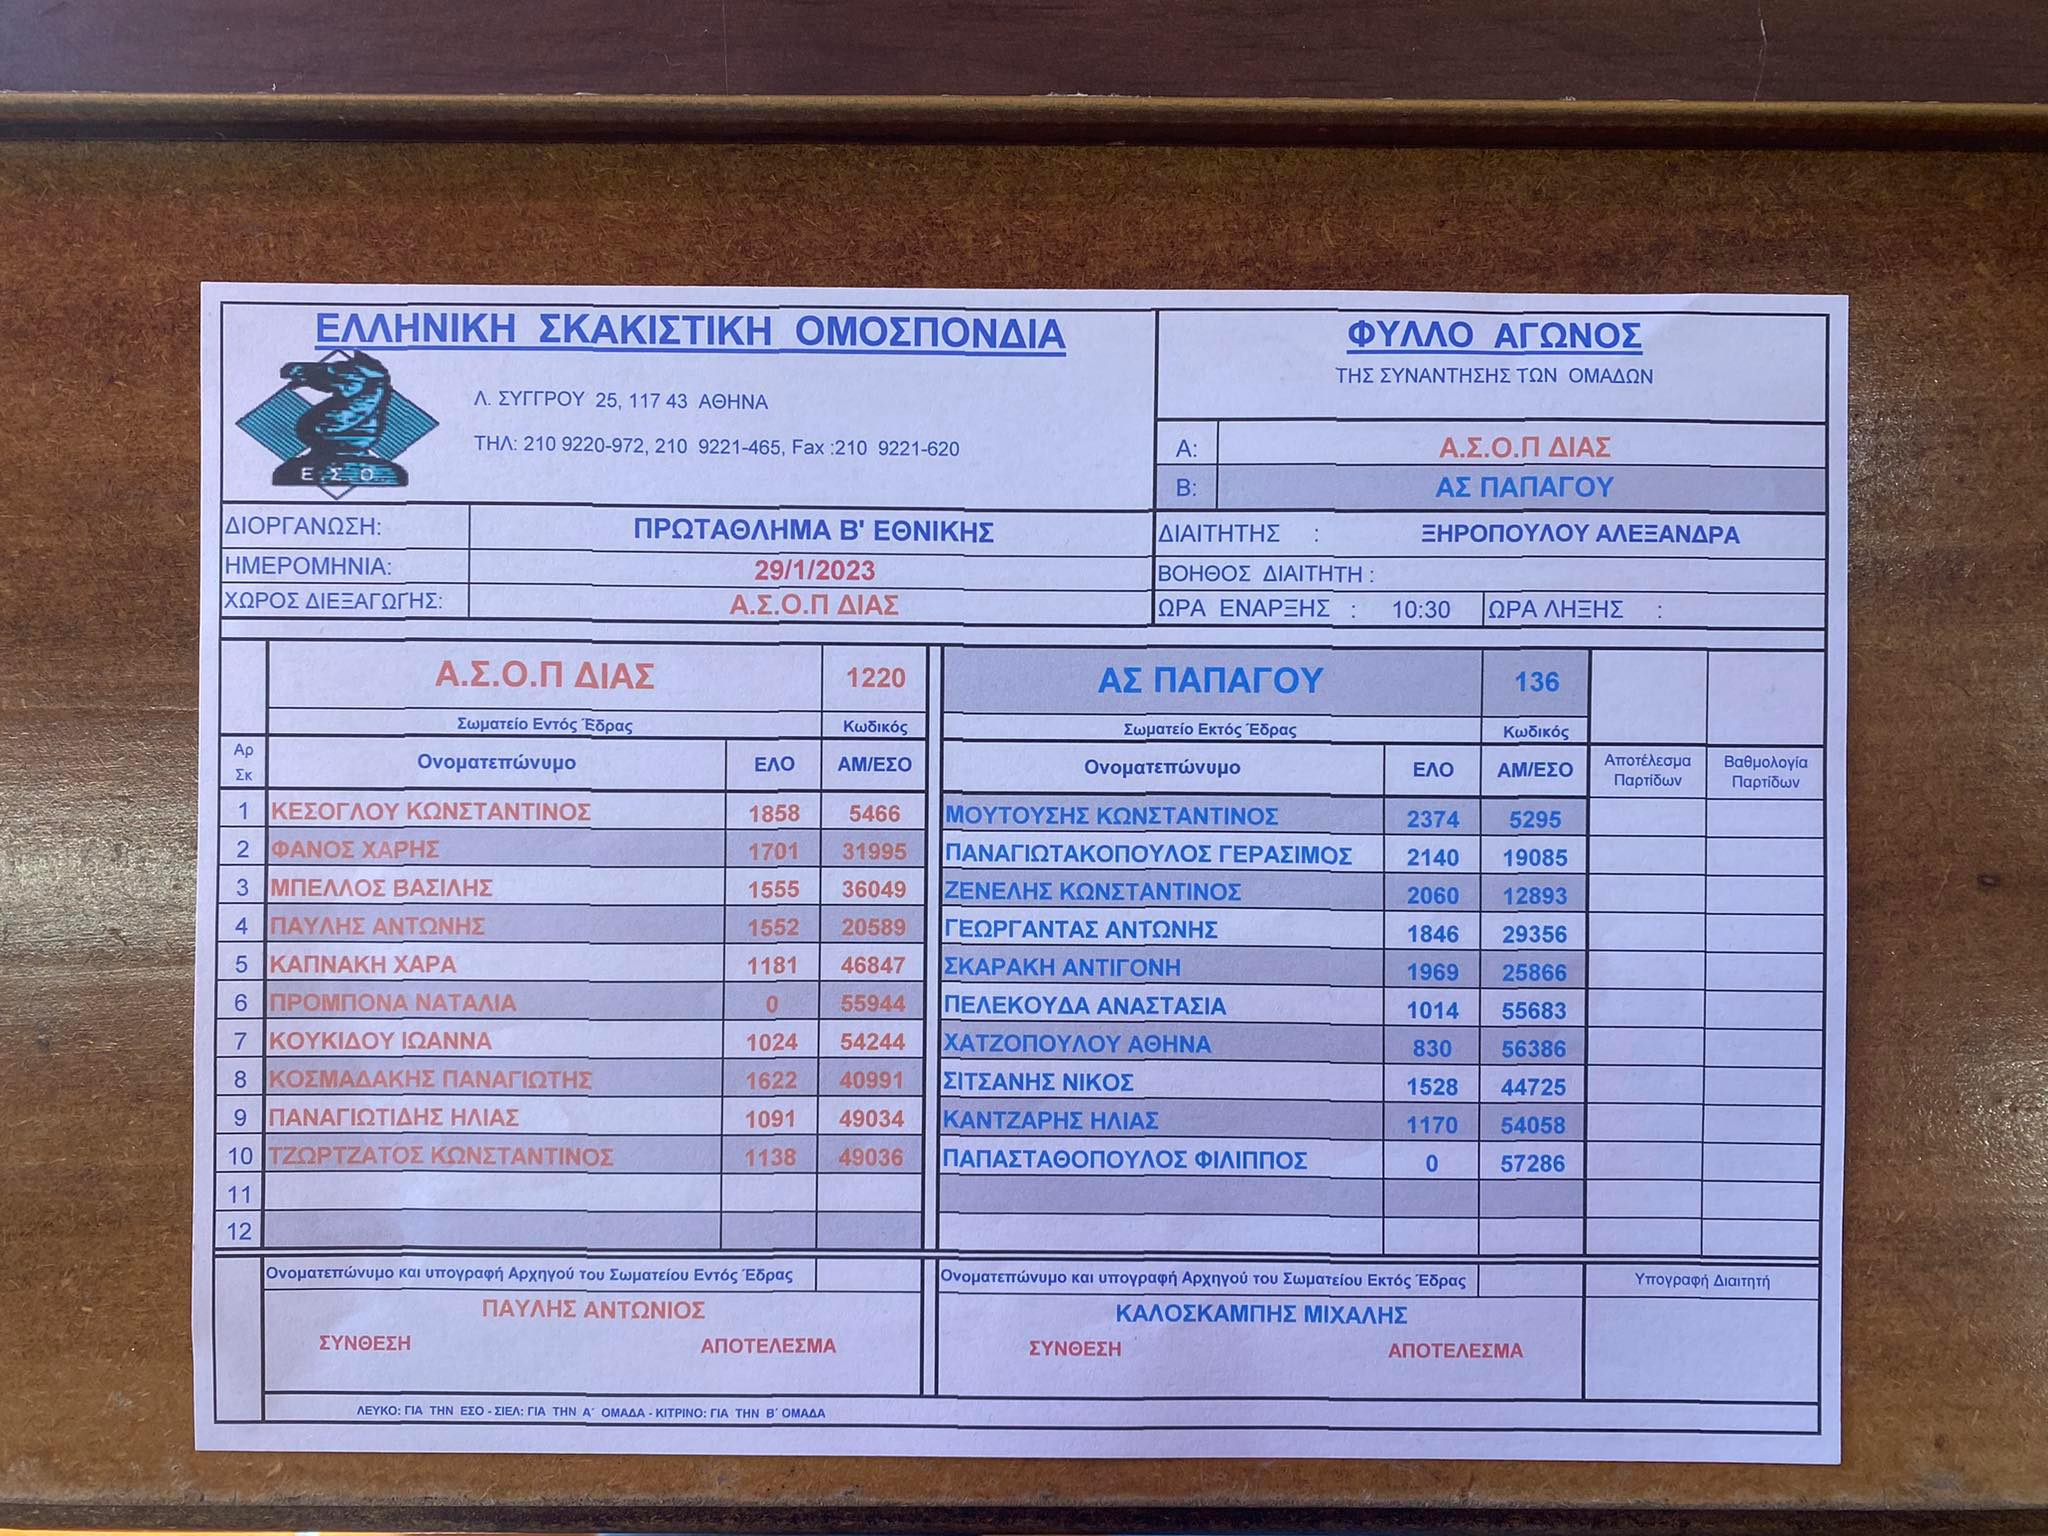 ΕΛΛΗΝΙΚΗ ΣΚΑΚΙΣΤΙΚΗ ΟΜΟΣΠΟΝΔΙΑ
Ε Σ Ο
Λ. ΣΥΓΓΡΟΥ 25, 117 43 ΑΘΗΝΑ
ΤΗΛ: 210 9220-972, 210 9221-465, Fax :210 9221-620
ΦΥΛΛΟ ΑΓΩΝΟΣ
ΤΗΣ ΣΥΝΑΝΤΗΣΗΣ ΤΩΝ ΟΜΑΔΩΝ
Α: Α.Σ.Ο.Π ΔΙΑΣ
Β: ΑΣ ΠΑΠΑΓΟΥ
ΔΙΟΡΓΑΝΩΣΗ: ΠΡΩΤΑΘΛΗΜΑ Β' ΕΘΝΙΚΗΣ
ΗΜΕΡΟΜΗΝΙΑ: 29/1/2023
ΧΩΡΟΣ ΔΙΕΞΑΓΩΓΗΣ: Α.Σ.Ο.Π ΔΙΑΣ
ΔΙΑΙΤΗΤΗΣ : ΞΗΡΟΠΟΥΛΟΥ ΑΛΕΞΑΝΔΡΑ
ΒΟΗΘΟΣ ΔΙΑΙΤΗΤΗ :
ΩΡΑ ΕΝΑΡΞΗΣ : 10:30 ΩΡΑ ΛΗΞΗΣ :
Α.Σ.Ο.Π ΔΙΑΣ 1220 ΑΣ ΠΑΠΑΓΟΥ 136
Σωματείο Εντός Έδρας Κωδικός Σωματείο Εκτός Έδρας Κωδικός
Αρ Σκ Ονοματεπώνυμο ΕΛΟ ΑΜ/ΕΣΟ Ονοματεπώνυμο ΕΛΟ ΑΜ/ΕΣΟ Αποτέλεσμα Παρτίδων Βαθμολογία Παρτίδων
1 ΚΕΣΟΓΛΟΥ ΚΩΝΣΤΑΝΤΙΝΟΣ 1858 5466 ΜΟΥΤΟΥΣΗΣ ΚΩΝΣΤΑΝΤΙΝΟΣ 2374 5295
2 ΦΑΝΟΣ ΧΑΡΗΣ 1701 31995 ΠΑΝΑΓΙΩΤΑΚΟΠΟΥΛΟΣ ΓΕΡΑΣΙΜΟΣ 2140 19085
3 ΜΠΕΛΛΟΣ ΒΑΣΙΛΗΣ 1555 36049 ΖΕΝΕΛΗΣ ΚΩΝΣΤΑΝΤΙΝΟΣ 2060 12893
4 ΠΑΥΛΗΣ ΑΝΤΩΝΗΣ 1552 20589 ΓΕΩΡΓΑΝΤΑΣ ΑΝΤΩΝΗΣ 1846 29356
5 ΚΑΠΝΑΚΗ ΧΑΡΑ 1181 46847 ΣΚΑΡΑΚΗ ΑΝΤΙΓΟΝΗ 1969 25866
6 ΠΡΟΜΠΟΝΑ ΝΑΤΑΛΙΑ 0 55944 ΠΕΛΕΚΟΥΔΑ ΑΝΑΣΤΑΣΙΑ 1014 55683
7 ΚΟΥΚΙΔΟΥ ΙΩΑΝΝΑ 1024 54244 ΧΑΤΖΟΠΟΥΛΟΥ ΑΘΗΝΑ 830 56386
8 ΚΟΣΜΑΔΑΚΗΣ ΠΑΝΑΓΙΩΤΗΣ 1622 40991 ΣΙΤΣΑΝΗΣ ΝΙΚΟΣ 1528 44725
9 ΠΑΝΑΓΙΩΤΙΔΗΣ ΗΛΙΑΣ 1091 49034 ΚΑΝΤΖΑΡΗΣ ΗΛΙΑΣ 1170 54058
10 ΤΖΩΡΤΖΑΤΟΣ ΚΩΝΣΤΑΝΤΙΝΟΣ 1138 49036 ΠΑΠΑΣΤΑΘΟΠΟΥΛΟΣ ΦΙΛΙΠΠΟΣ 0 57286
11
12
Ονοματεπώνυμο και υπογραφή Αρχηγού του Σωματείου Εντός Έδρας Ονοματεπώνυμο και υπογραφή Αρχηγού του Σωματείου Εκτός Έδρας Υπογραφή Διαιτητή
ΠΑΥΛΗΣ ΑΝΤΩΝΙΟΣ ΚΑΛΟΣΚΑΜΠΗΣ ΜΙΧΑΛΗΣ
ΣΥΝΘΕΣΗ ΑΠΟΤΕΛΕΣΜΑ ΣΥΝΘΕΣΗ ΑΠΟΤΕΛΕΣΜΑ
ΛΕΥΚΟ: ΓΙΑ ΤΗΝ ΕΣΟ - ΣΙΕΛ: ΓΙΑ ΤΗΝ Α΄ ΟΜΑΔΑ - ΚΙΤΡΙΝΟ: ΓΙΑ ΤΗΝ Β΄ ΟΜΑΔΑ